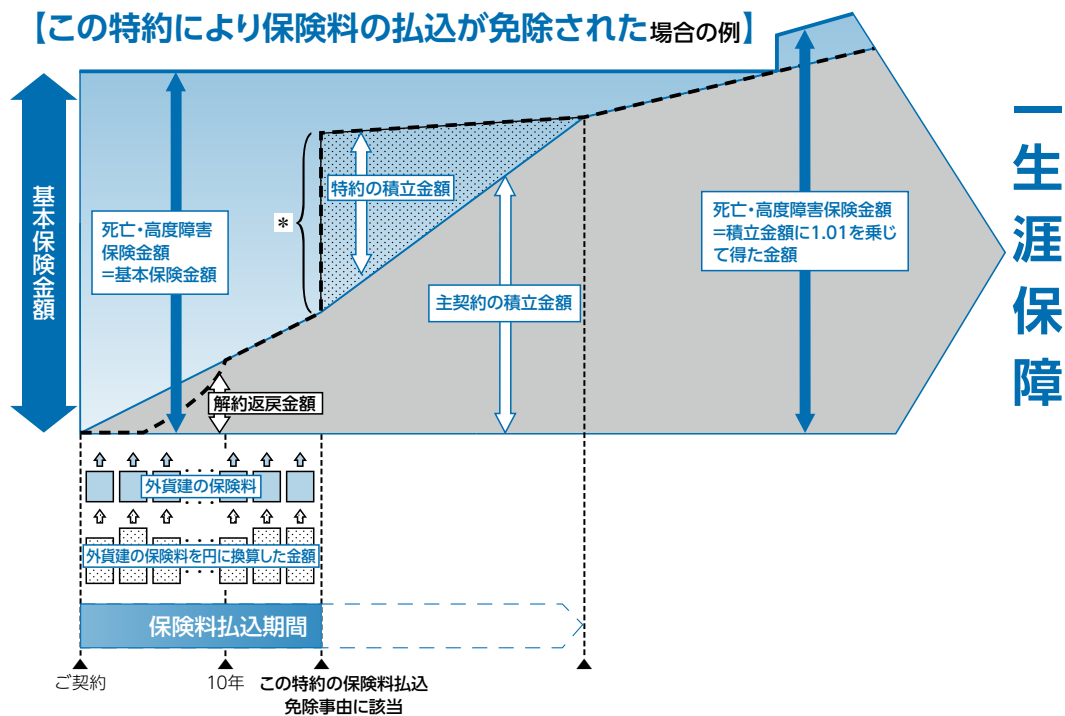 【この特約により保険料の払込が免除された場合の例】
基本保険金額
死亡・高度障害
保険金額
=基本保険金額
*
特約の積立金額
主契約の積立金額
解約返戻金額
死亡・高度障害保険金額
=積立金額に1.01を乗じ
て得た金額
一生涯保障
外貨建の保険料
外貨建の保険料を円に換算した金額
保険料払込期間
ご契約
10年
この特約の保険料払込
免除事由に該当